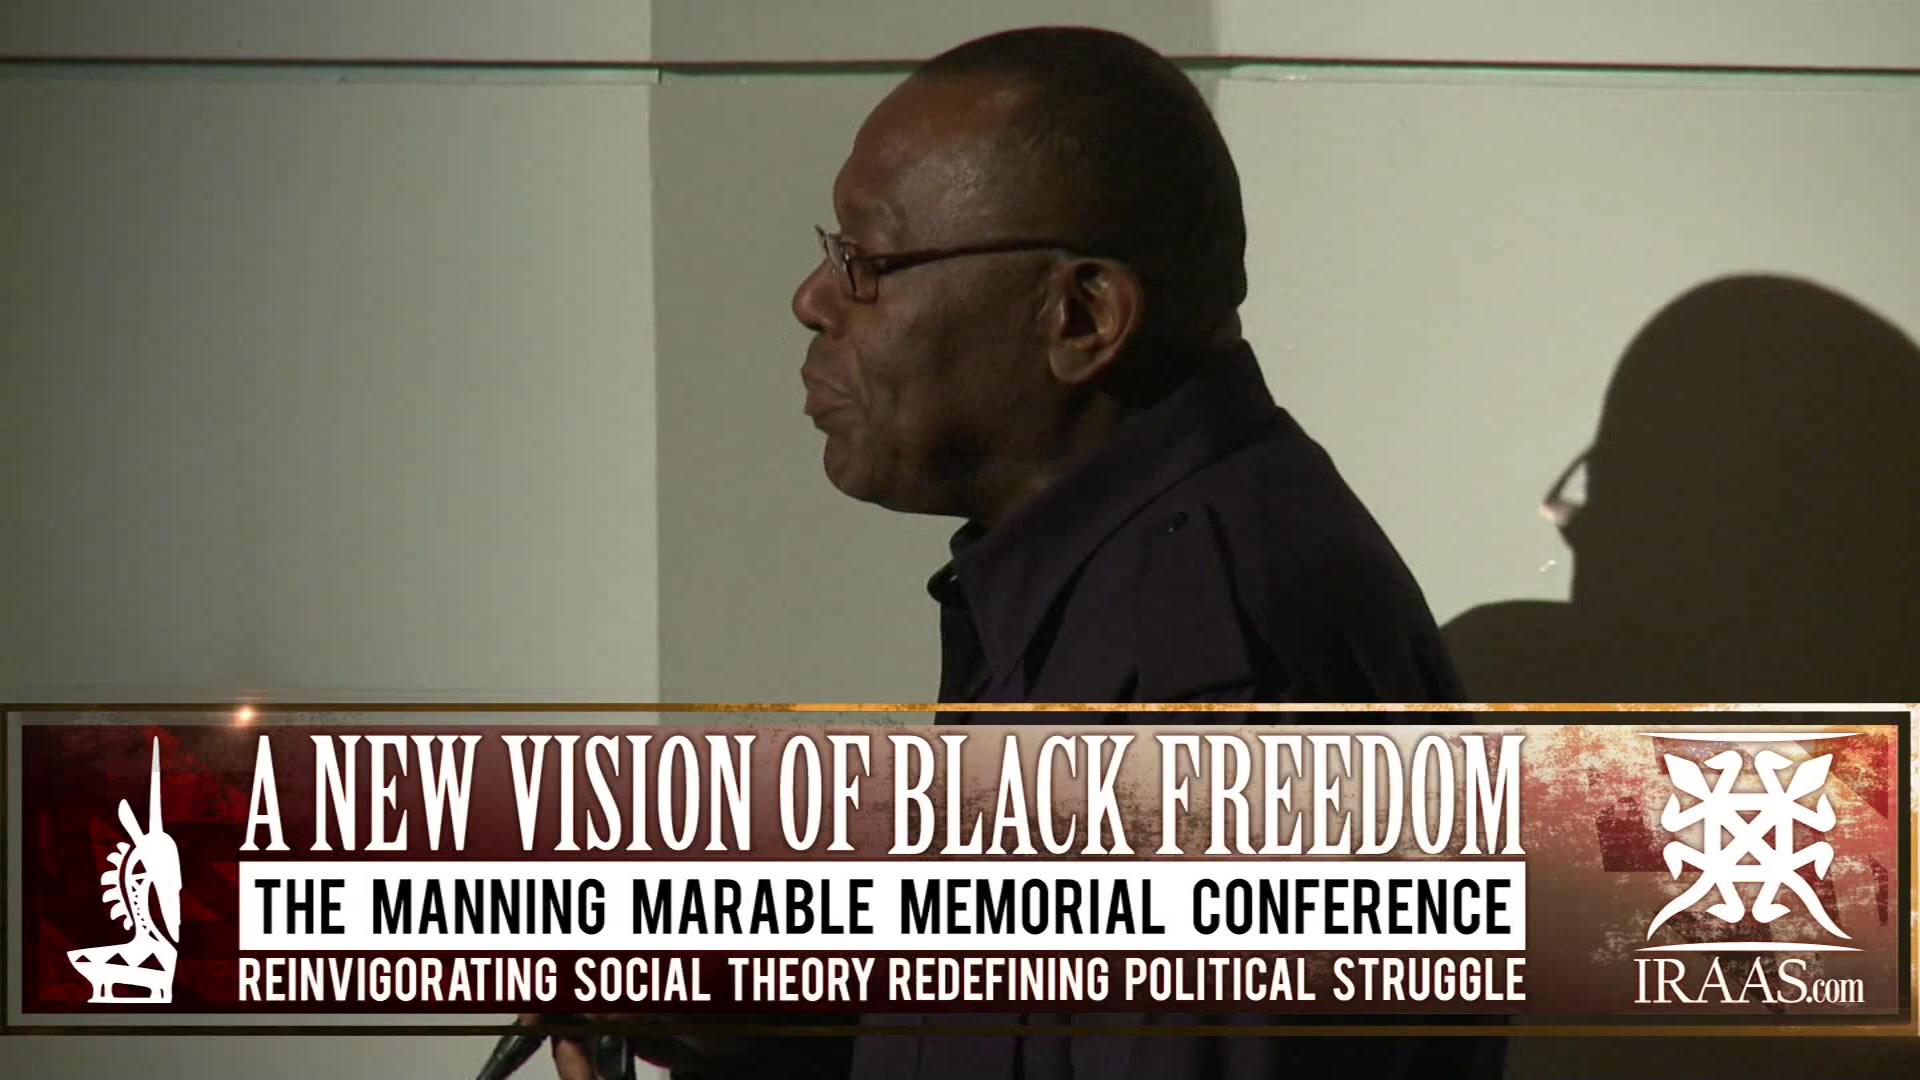 A NEW VISION OF BLACK FREEDOM
THE MANNING MARABLE MEMORIAL CONFERENCE
REINVIGORATING SOCIAL THEORY REDEFINING POLITICAL STRUGGLE
IRAAS.com